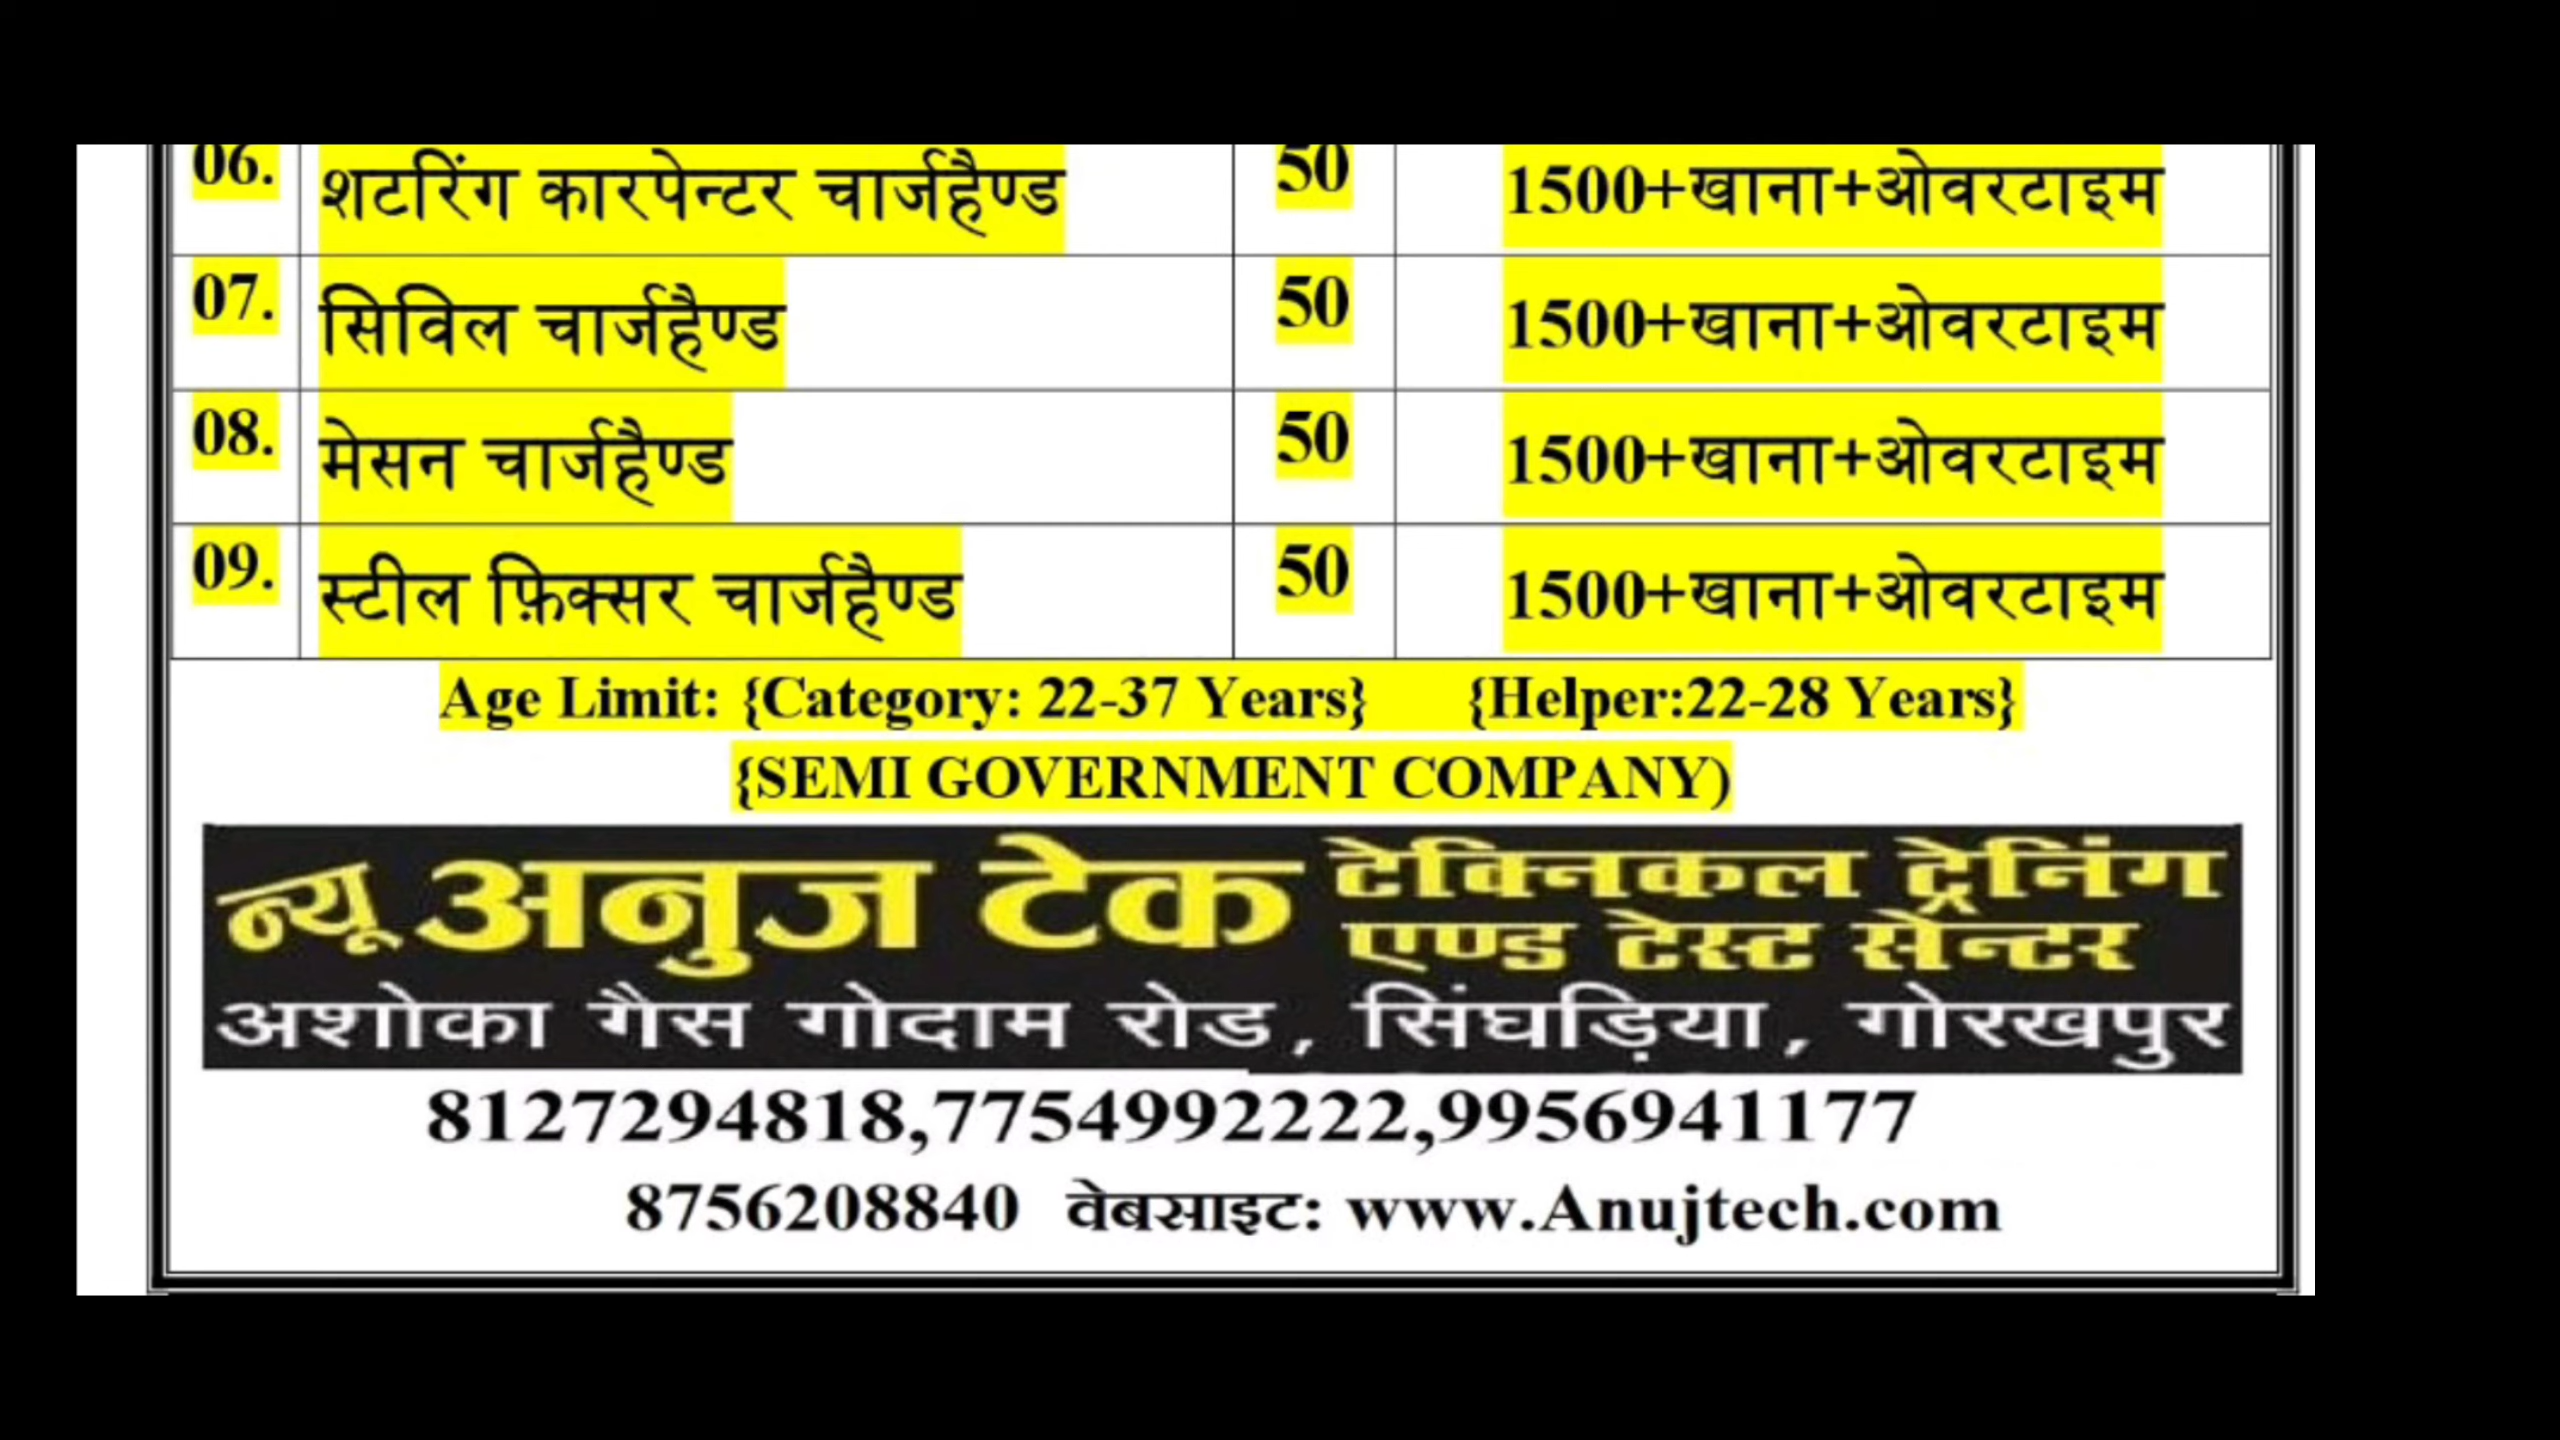 06. शटरिंग कारपेन्टर चार्जहैण्ड 50 1500+खाना+ओवरटाइम
07. सिविल चार्जहैण्ड 50 1500+खाना+ओवरटाइम
08. मेसन चार्जहैण्ड 50 1500+खाना+ओवरटाइम
09. स्टील फ़िक्सर चार्जहैण्ड 50 1500+खाना+ओवरटाइम
Age Limit: {Category: 22-37 Years} {Helper:22-28 Years}
{SEMI GOVERNMENT COMPANY)
न्यू अनुज टेक टेक्निकल ट्रेनिंग
एण्ड टेस्ट सेन्टर
अशोका गैस गोदाम रोड, सिंघड़िया, गोरखपुर
8127294818,7754992222,9956941177
8756208840 वेबसाइट: www.Anujtech.com